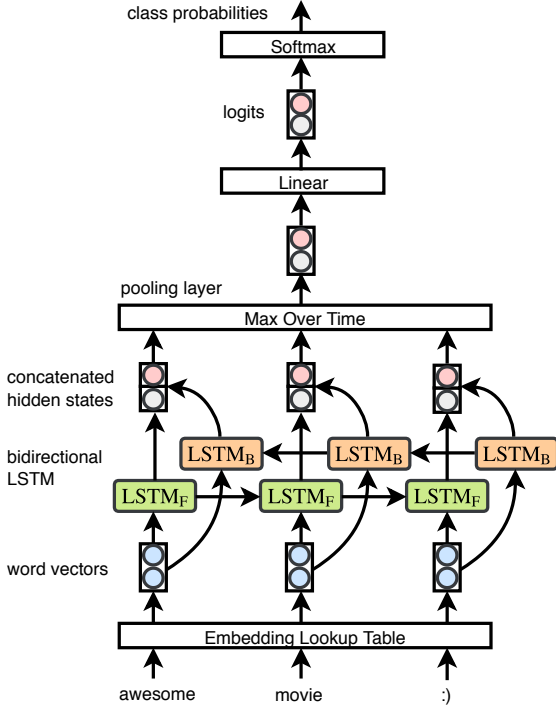 class probabilities
Softmax
logits
Linear
pooling layer
Max Over Time
concatenated
hidden states
bidirectional
LSTM
LSTM_B LSTM_B LSTM_B
LSTM_F LSTM_F LSTM_F
word vectors
Embedding Lookup Table
awesome movie :)